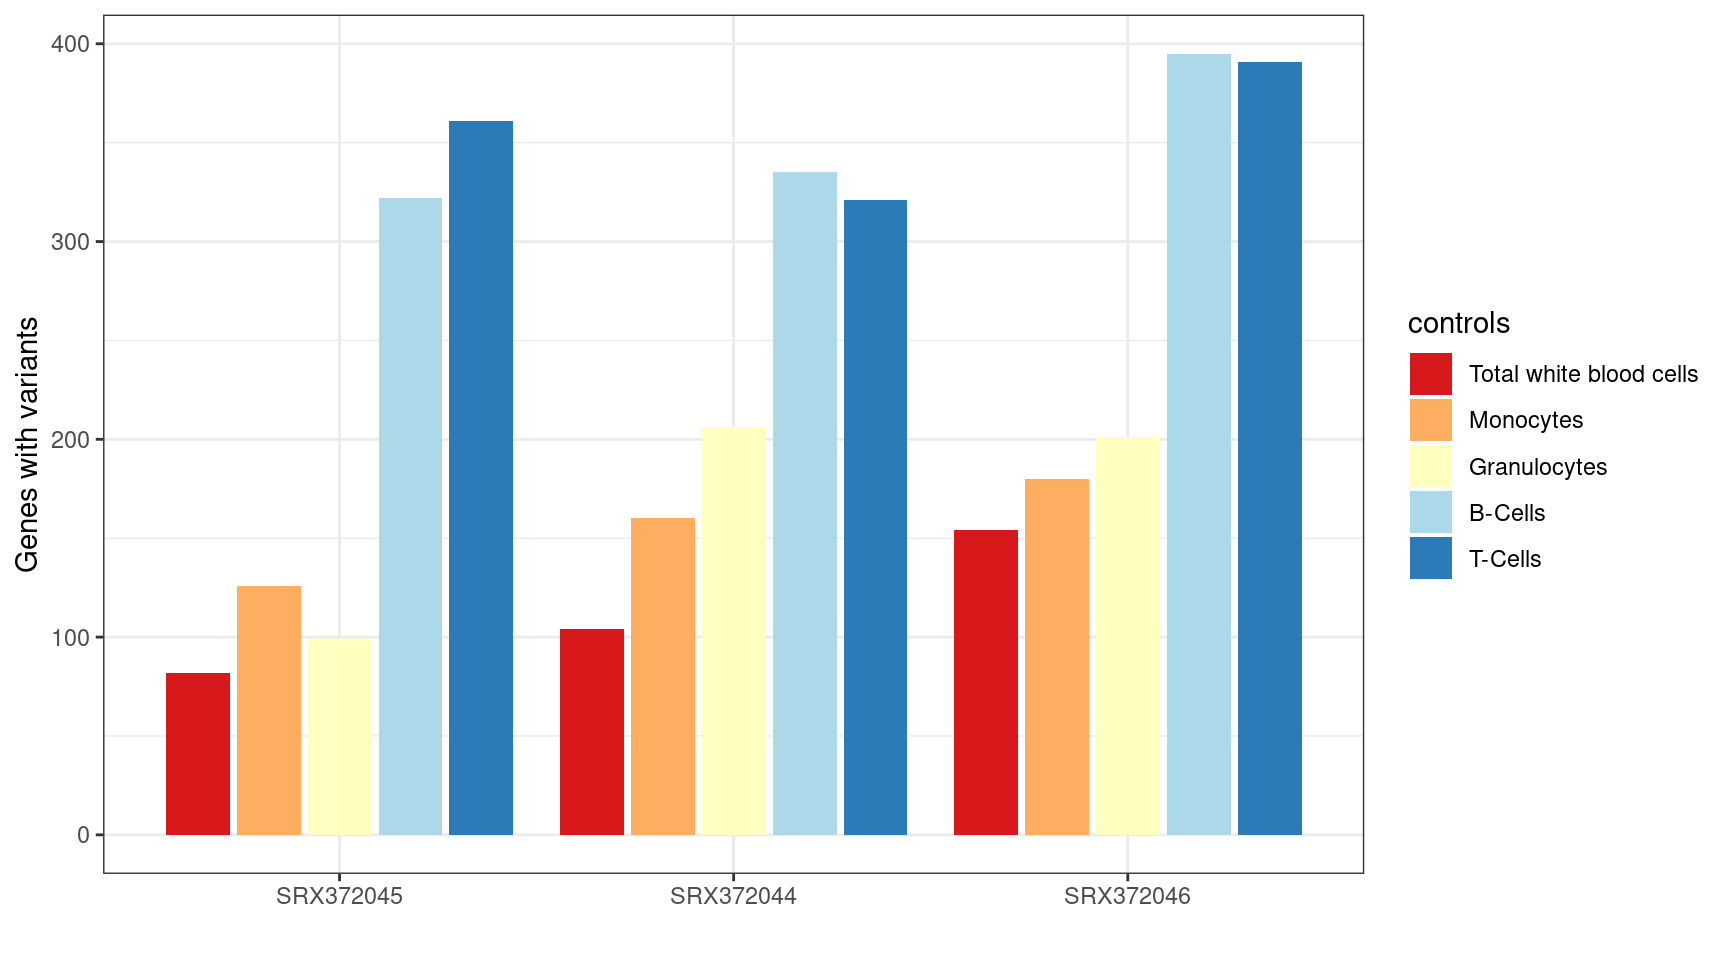 Genes with variants
400
300
200
100
0
SRX372045
SRX372044
SRX372046
controls
Total white blood cells
Monocytes
Granulocytes
B-Cells
T-Cells